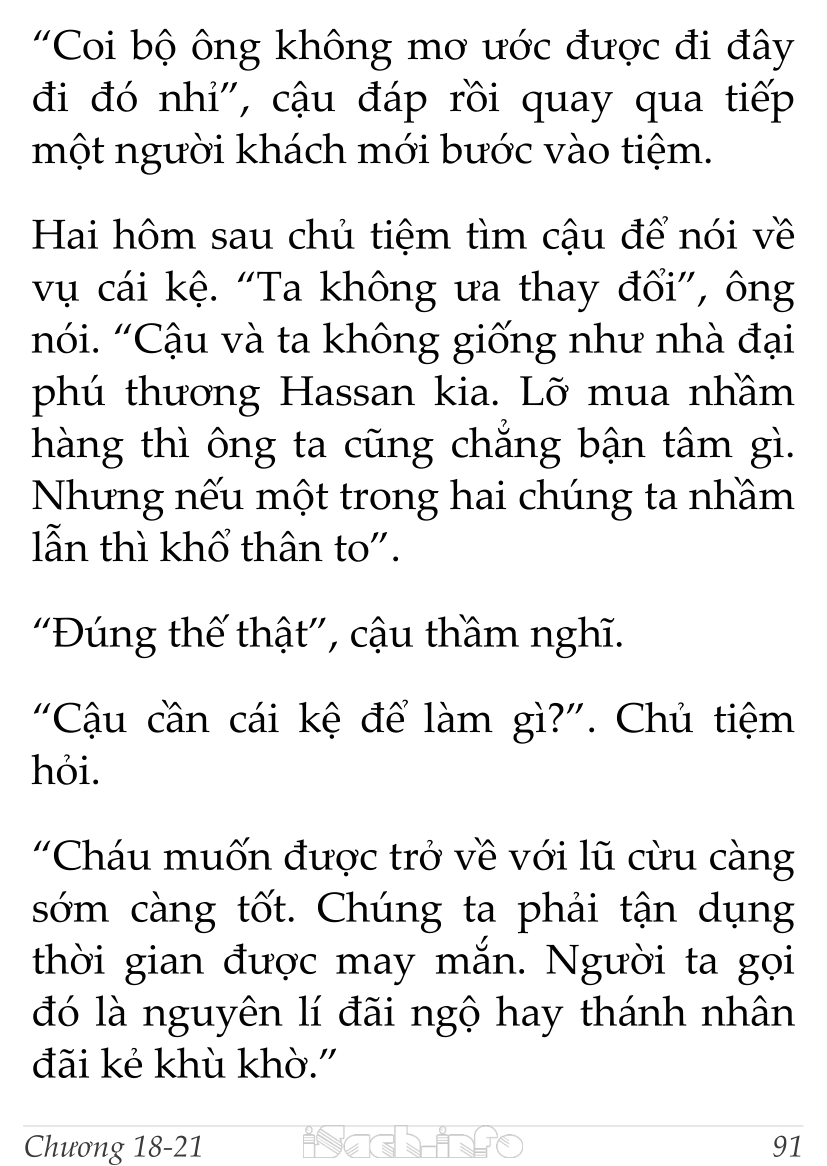 “Coi bộ ông không mơ ước được đi đây
đi đó nhỉ”, cậu đáp rồi quay qua tiếp
một người khách mới bước vào tiệm.
Hai hôm sau chủ tiệm tìm cậu để nói về
vụ cái kệ. “Ta không ưa thay đổi”, ông
nói. “Cậu và ta không giống như nhà đại
phú thương Hassan kia. Lỡ mua nhầm
hàng thì ông ta cũng chẳng bận tâm gì.
Nhưng nếu một trong hai chúng ta nhầm
lẫn thì khổ thân to”.
“Đúng thế thật”, cậu thầm nghĩ.
“Cậu cần cái kệ để làm gì?”. Chủ tiệm
hỏi.
“Cháu muốn được trở về với lũ cừu càng
sớm càng tốt. Chúng ta phải tận dụng
thời gian được may mắn. Người ta gọi
đó là nguyên lí đãi ngộ hay thánh nhân
đãi kẻ khù khờ.”
Chương 18-21 iSach.info 91